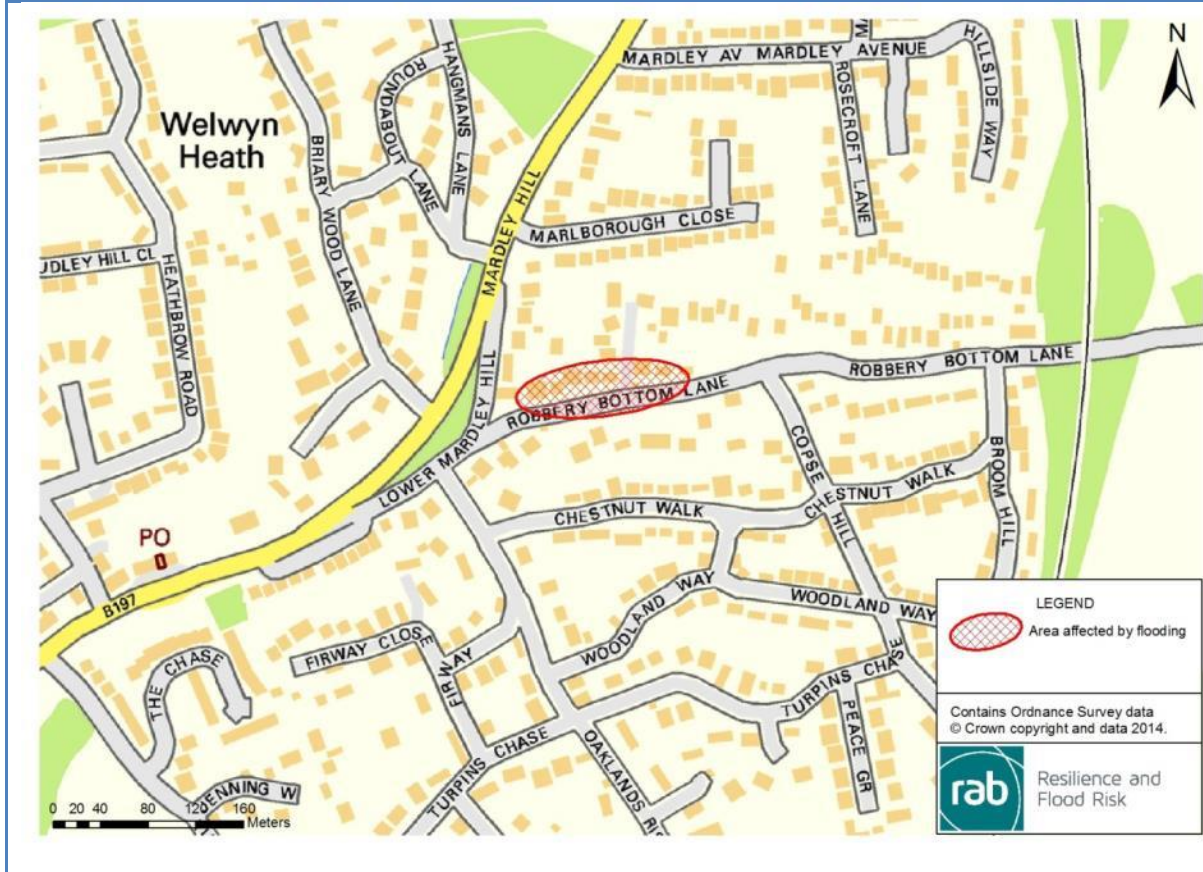 N
MARDLEY AV MARDLEY AVENUE
HILLSIDE WAY
ROSECROFT LANE
HANGMANS LANE
ROUNDABOUT LANE
Welwyn
Heath
BRIARY WOOD LANE
MARDLEY HILL
MARLBOROUGH CLOSE
UDLEY HILL CL
HEATHBROW ROAD
LOWER MARDLEY HILL
ROBBERY BOTTOM LANE
ROBBERY BOTTOM LANE
COPSE HILL
BROOM HILL
CHESTNUT WALK
CHESTNUT WALK
PO
B197
WOODLAND WAY
WOODLAND WAY
FIRWAY CLOSE
FIRWAY
THE CHASE
TURPINS CHASE
TURPINS CHASE
PEACE GR
OAKLANDS RIS
ENNING W
0 20 40 80 120 160
Meters
LEGEND
Area affected by flooding
Contains Ordnance Survey data
© Crown copyright and data 2014.
rab
Resilience and
Flood Risk